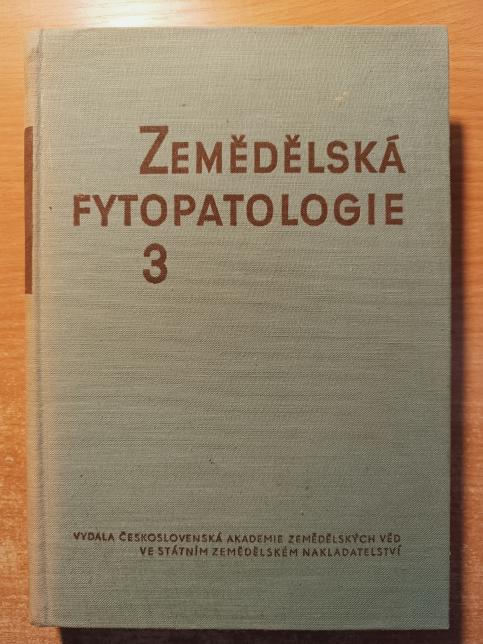 ZEMĚDĚLSKÁ
FYTOPATOLOGIE
3
VYDALA ČESKOSLOVENSKÁ AKADEMIE ZEMĚDĚLSKÝCH VĚD
VE STÁTNÍM ZEMĚDĚLSKÉM NAKLADATELSTVÍ